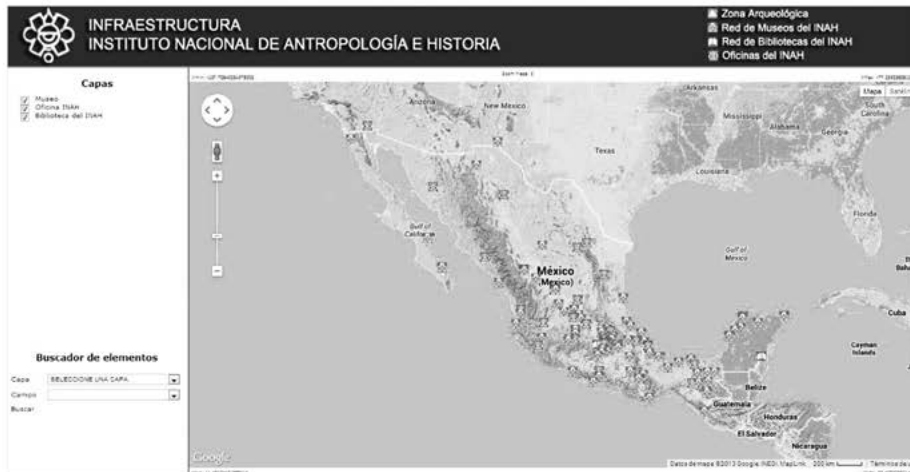 INFRAESTRUCTURA
INSTITUTO NACIONAL DE ANTROPOLOGÍA E HISTORIA
Zona Arqueológica
Red de Museos del INAH
Red de Bibliotecas del INAH
Oficinas del INAH
Capas
Museo
Oficina INAH
Biblioteca del INAH
Mapa
Arizona
New Mexico
Texas
Arkansas
Mississippi
Alabama
Georgia
South Carolina
Louisiana
Florida
Gulf of California
Gulf of Mexico
México
(Mexico)
Cuba
Cayman Islands
Belize
Guatemala
Honduras
El Salvador
Nicaragua
Buscador de elementos
Capa SELECCIONE UNA CAPA
Campo
Buscar
Google
Datos de mapa ©2013 Google, INEGI, MapLink 200 km Términos de